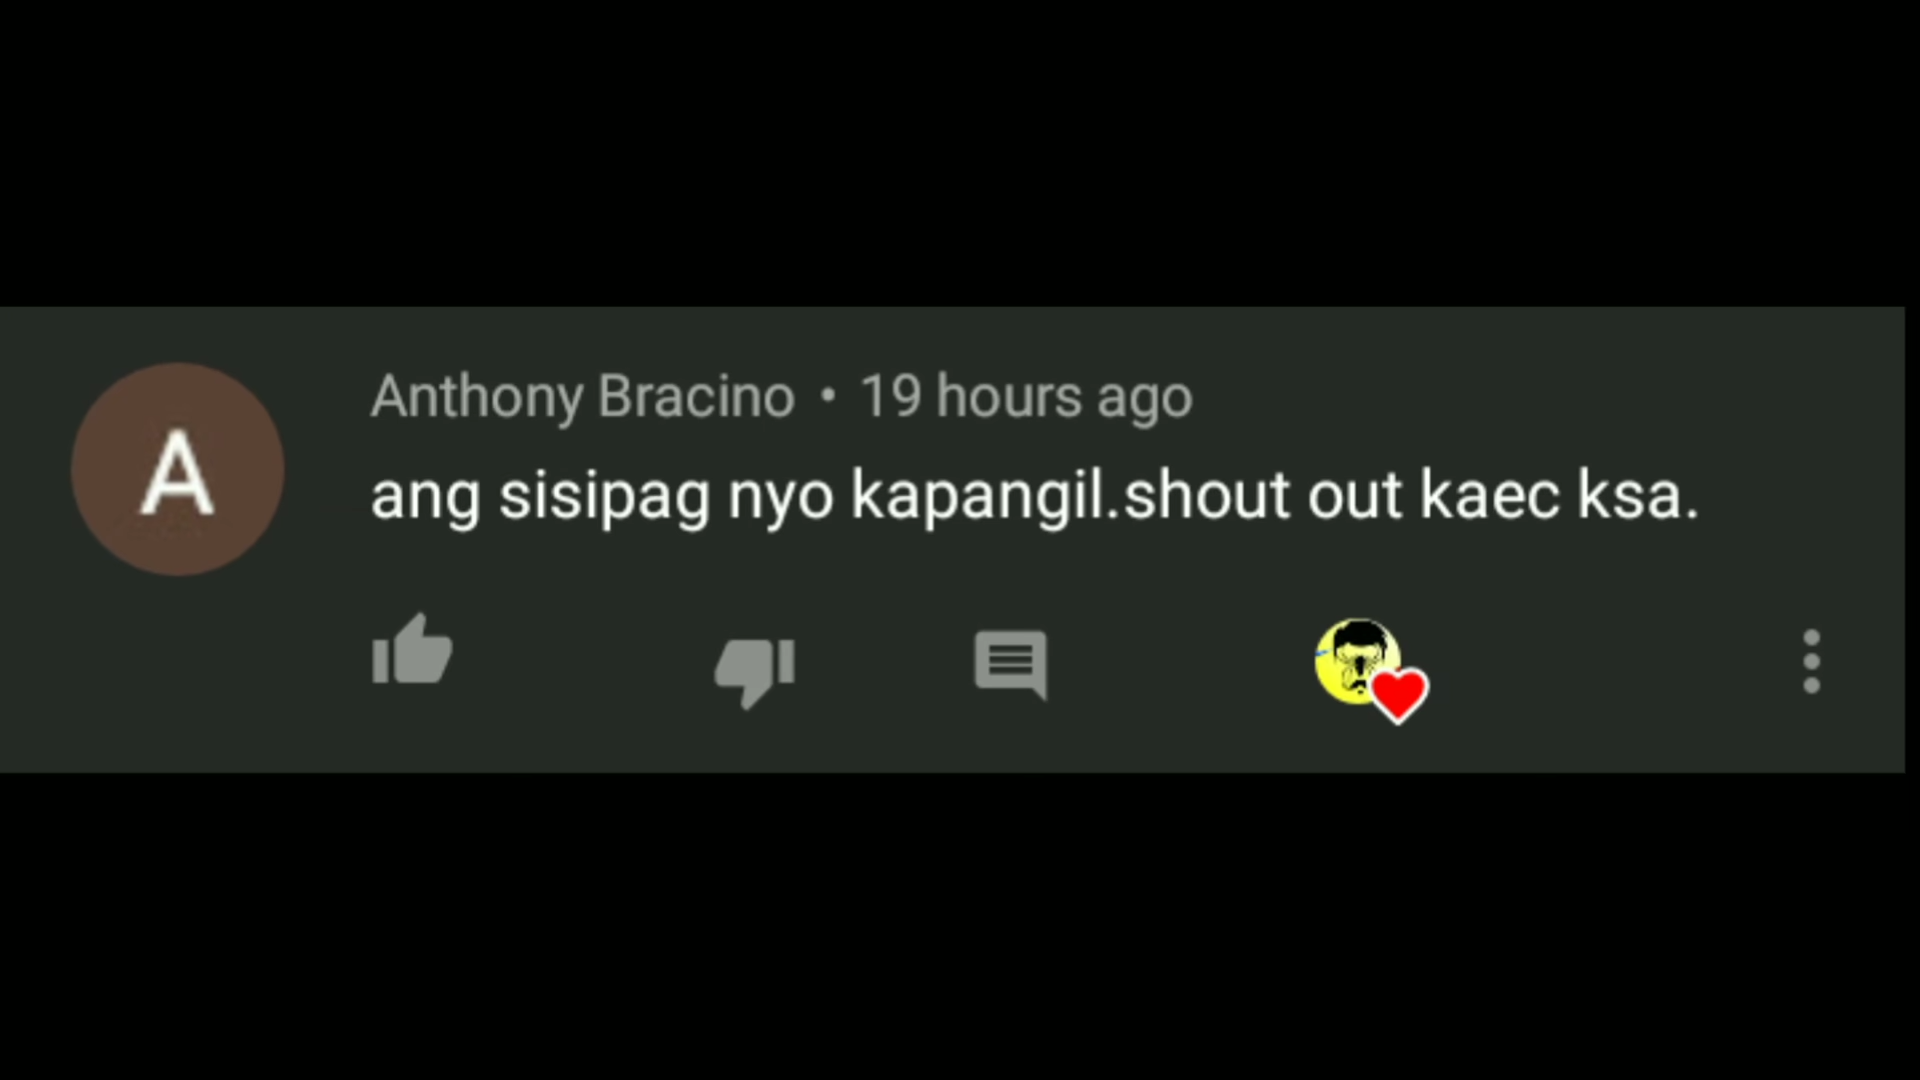 A
Anthony Bracino • 19 hours ago
ang sisipag nyo kapangil.shout out kaec ksa.